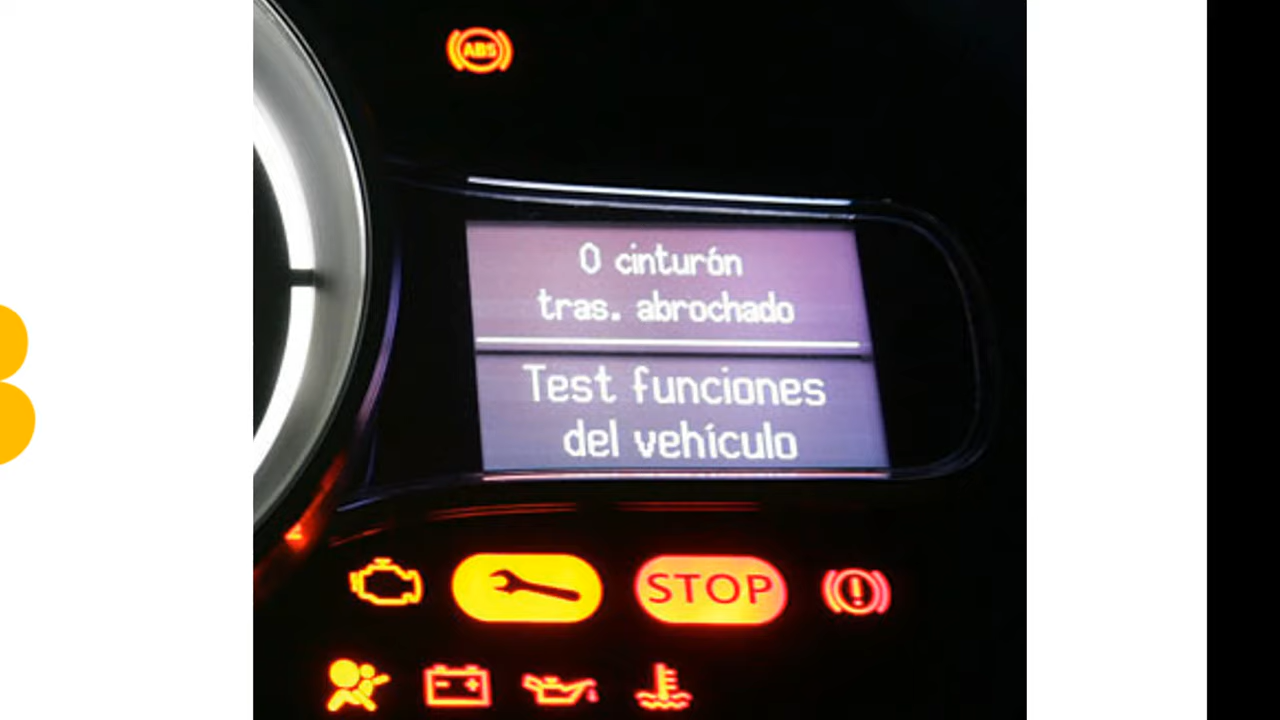 ABS
0 cinturón
tras. abrochado
Test funciones
del vehículo
STOP